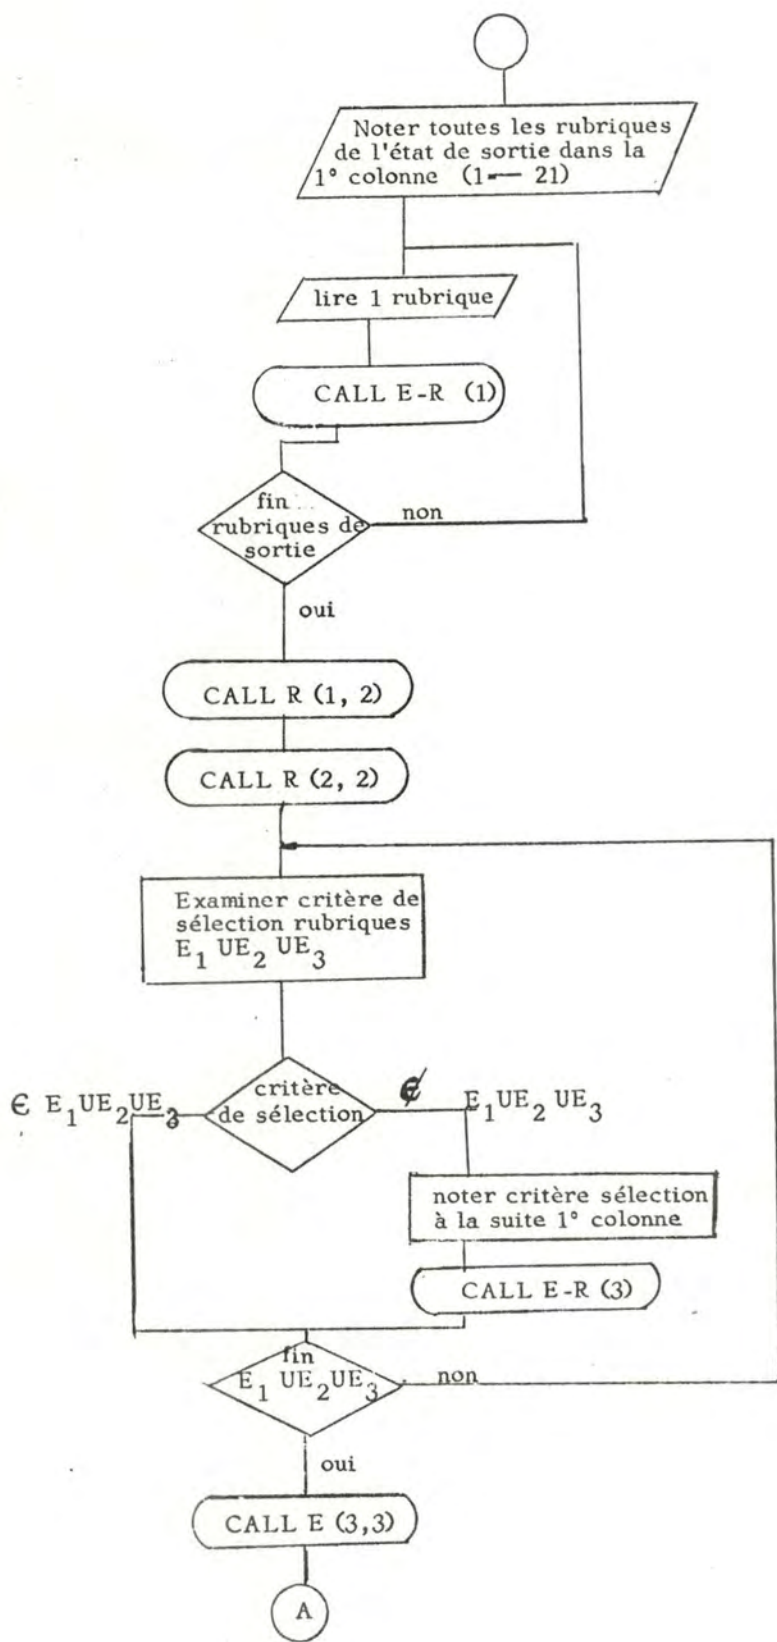 Noter toutes les rubriques
de l'état de sortie dans la
1° colonne (1 — 21)
lire 1 rubrique
CALL E-R (1)
fin
rubriques de
sortie
non
oui
CALL R (1, 2)
CALL R (2, 2)
Examiner critère de
sélection rubriques
E1 UE2 UE3
critère
de sélection
∈ E1UE2UE3
∉ E1UE2 UE3
noter critère sélection
à la suite 1° colonne
CALL E-R (3)
fin
E1 UE2UE3
non
oui
CALL E (3,3)
A